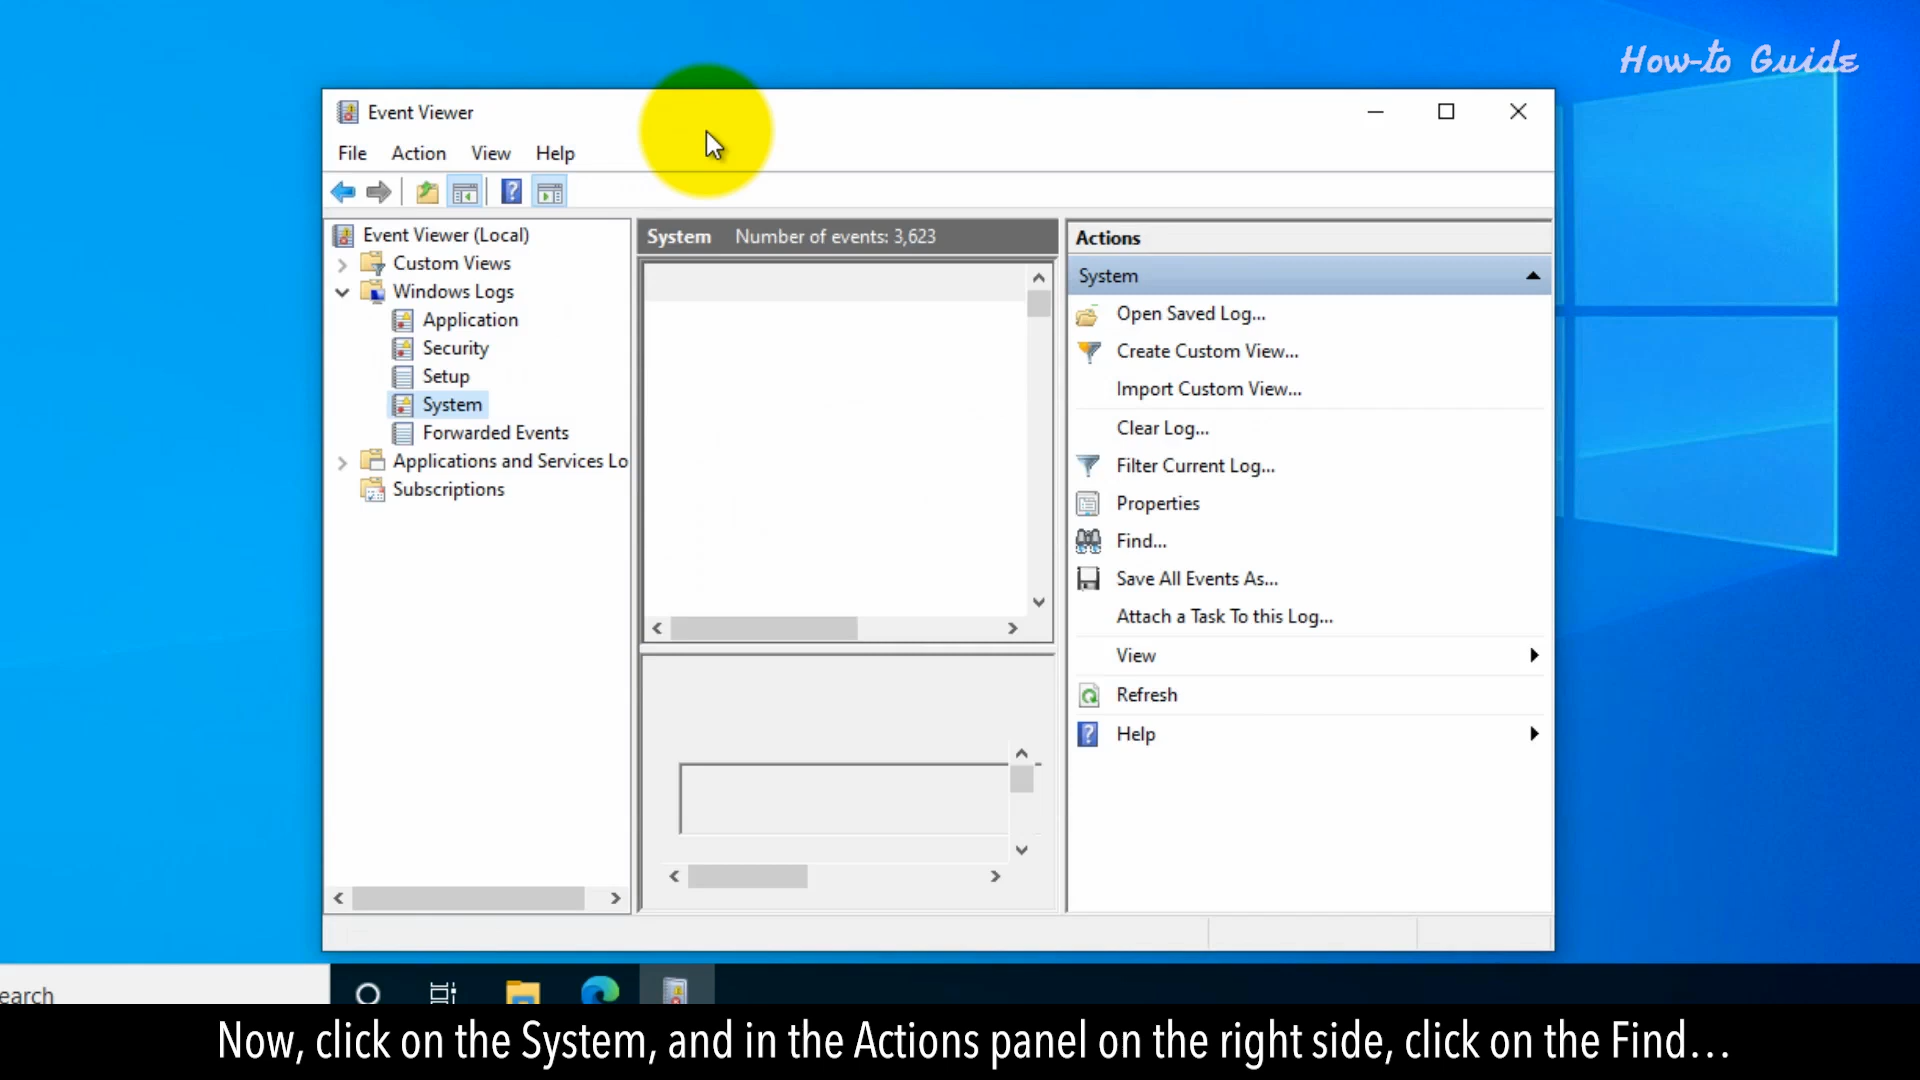 How-to Guide
Event Viewer
File Action View Help
Event Viewer (Local)
Custom Views
Windows Logs
Application
Security
Setup
System
Forwarded Events
Applications and Services Lo
Subscriptions
System Number of events: 3,623
Actions
System
Open Saved Log...
Create Custom View...
Import Custom View...
Clear Log...
Filter Current Log...
Properties
Find...
Save All Events As...
Attach a Task To this Log...
View
Refresh
Help
earch
Now, click on the System, and in the Actions panel on the right side, click on the Find...